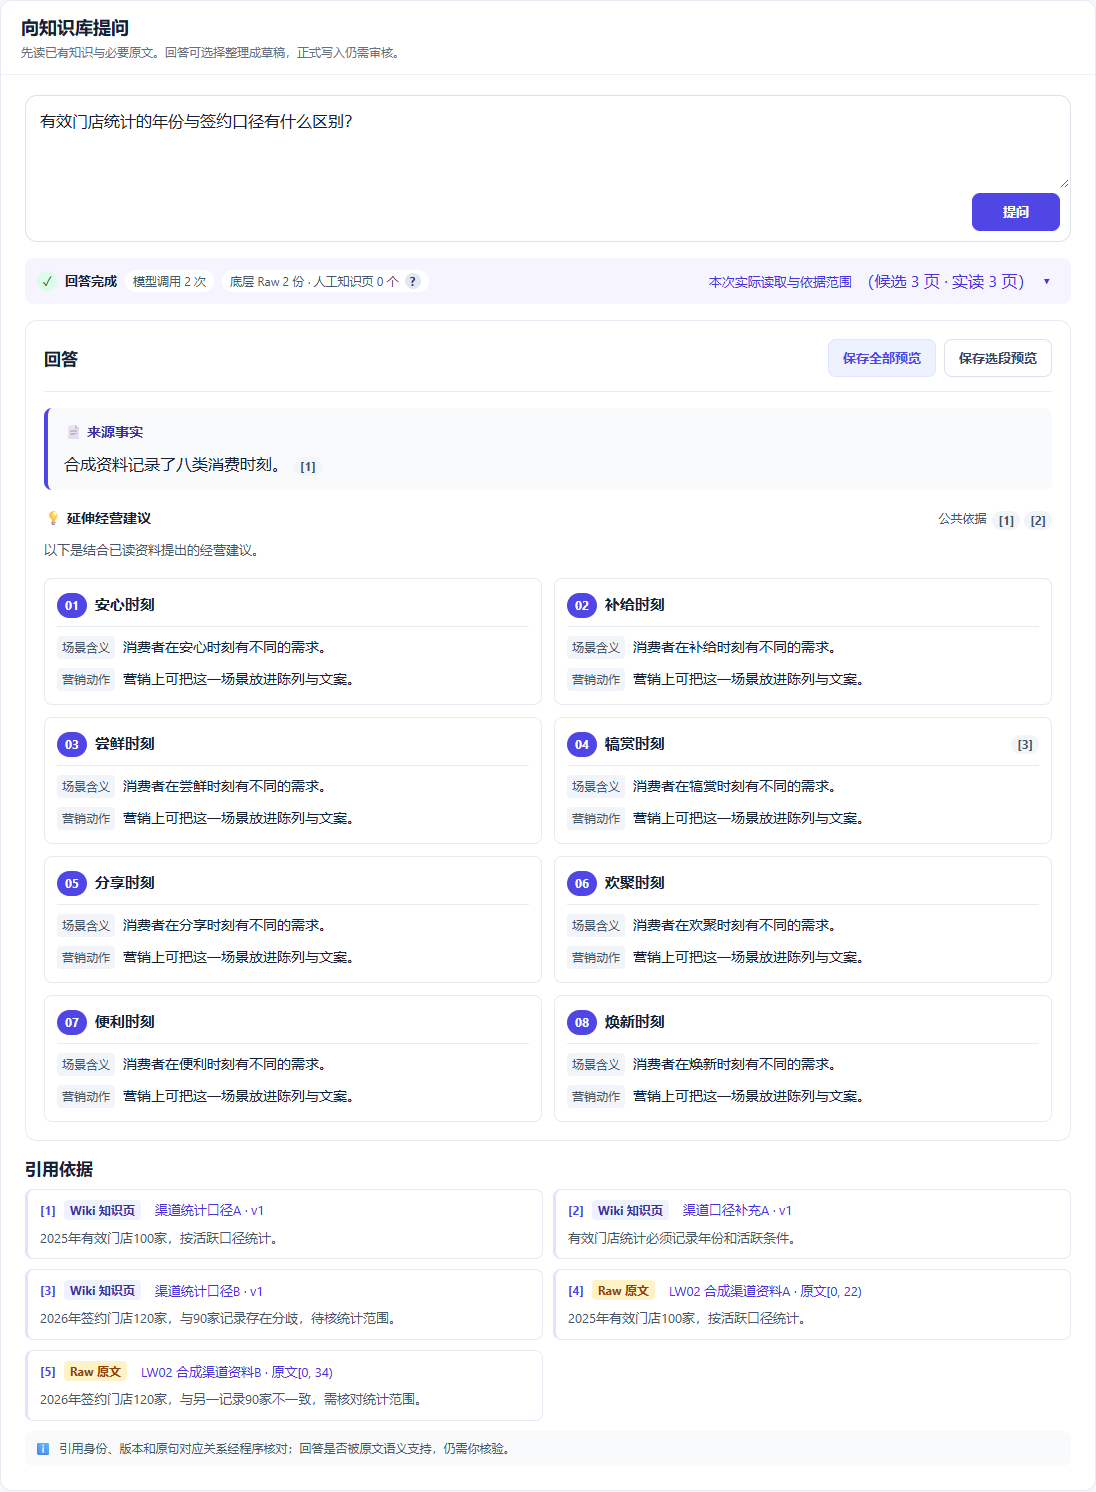 向知识库提问
先读已有知识与必要原文。回答可选择整理成草稿，正式写入仍需审核。
有效门店统计的年份与签约口径有什么区别？
提问
✓ 回答完成 模型调用 2 次 底层 Raw 2 份 · 人工知识页 0 个 ? 本次实际读取与依据范围 （候选 3 页 · 实读 3 页） ▼
回答 保存全部预览 保存选段预览
来源事实
合成资料记录了八类消费时刻。 [1]
延伸经营建议 公共依据 [1] [2]
以下是结合已读资料提出的经营建议。
01 安心时刻
场景含义 消费者在安心时刻有不同的需求。
营销动作 营销上可把这一场景放进陈列与文案。
02 补给时刻
场景含义 消费者在补给时刻有不同的需求。
营销动作 营销上可把这一场景放进陈列与文案。
03 尝鲜时刻
场景含义 消费者在尝鲜时刻有不同的需求。
营销动作 营销上可把这一场景放进陈列与文案。
04 犒赏时刻 [3]
场景含义 消费者在犒赏时刻有不同的需求。
营销动作 营销上可把这一场景放进陈列与文案。
05 分享时刻
场景含义 消费者在分享时刻有不同的需求。
营销动作 营销上可把这一场景放进陈列与文案。
06 欢聚时刻
场景含义 消费者在欢聚时刻有不同的需求。
营销动作 营销上可把这一场景放进陈列与文案。
07 便利时刻
场景含义 消费者在便利时刻有不同的需求。
营销动作 营销上可把这一场景放进陈列与文案。
08 焕新时刻
场景含义 消费者在焕新时刻有不同的需求。
营销动作 营销上可把这一场景放进陈列与文案。
引用依据
[1] Wiki 知识页 渠道统计口径A · v1
2025年有效门店100家，按活跃口径统计。
[2] Wiki 知识页 渠道口径补充A · v1
有效门店统计必须记录年份和活跃条件。
[3] Wiki 知识页 渠道统计口径B · v1
2026年签约门店120家，与90家记录存在分歧，待核统计范围。
[4] Raw 原文 LW02 合成渠道资料A · 原文[0, 22)
2025年有效门店100家，按活跃口径统计。
[5] Raw 原文 LW02 合成渠道资料B · 原文[0, 34)
2026年签约门店120家，与另一记录90家不一致，需核对统计范围。
引用身份、版本和原句对应关系经程序核对；回答是否被原文语义支持，仍需你核验。